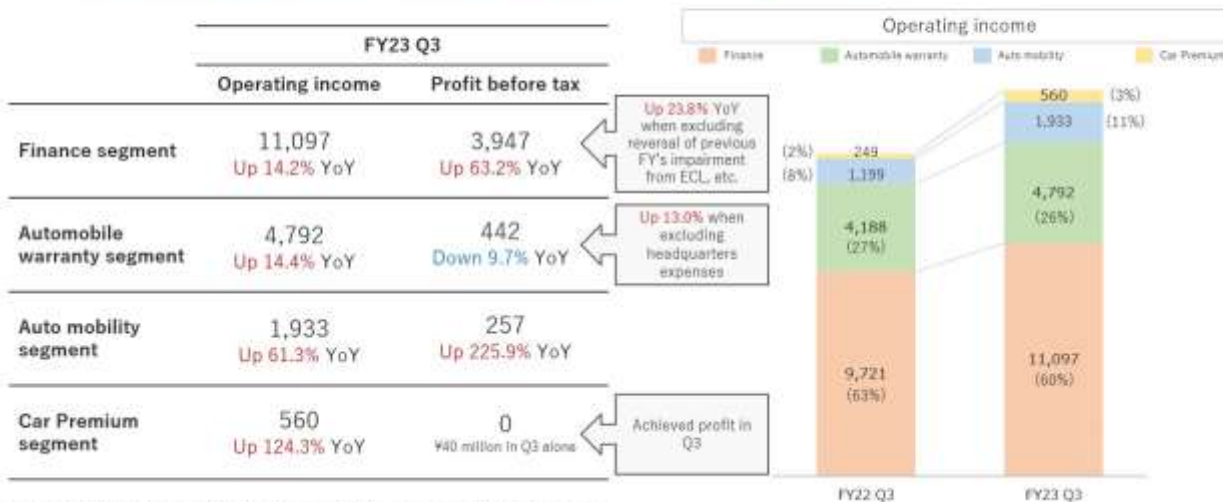 FY23 Q3
Operating income
Profit before tax
Finance segment
11,097
Up 14.2% YoY
3,947
Up 63.2% YoY
Up 23.8% YoY
when excluding
reversal of previous
FY's impairment
from ECL, etc.
Automobile
warranty segment
4,792
Up 14.4% YoY
442
Down 9.7% YoY
Up 13.0% when
excluding
headquarters
expenses
Auto mobility
segment
1,933
Up 61.3% YoY
257
Up 225.9% YoY
Car Premium
segment
560
Up 124.3% YoY
0
¥40 million in Q3 alone
Achieved profit in
Q3
Operating income
Finance
Automobile warranty
Auto mobility
Car Premium
(2%)
249
(8%)
1,199
4,188
(27%)
9,721
(63%)
FY22 Q3
560
(3%)
1,933
(11%)
4,792
(26%)
11,097
(60%)
FY23 Q3